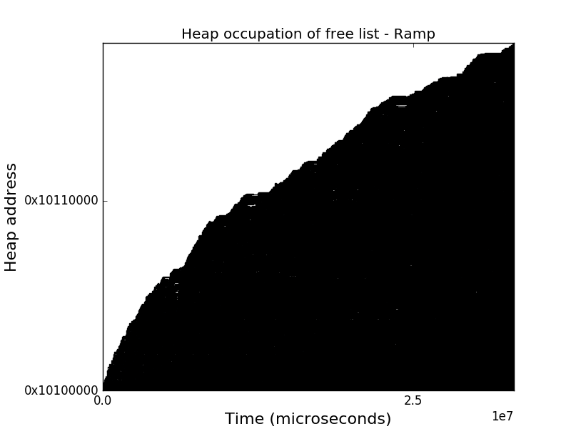 Heap occupation of free list - Ramp
Heap address
0x10110000
0x10100000
0.0
2.5
1e7
Time (microseconds)